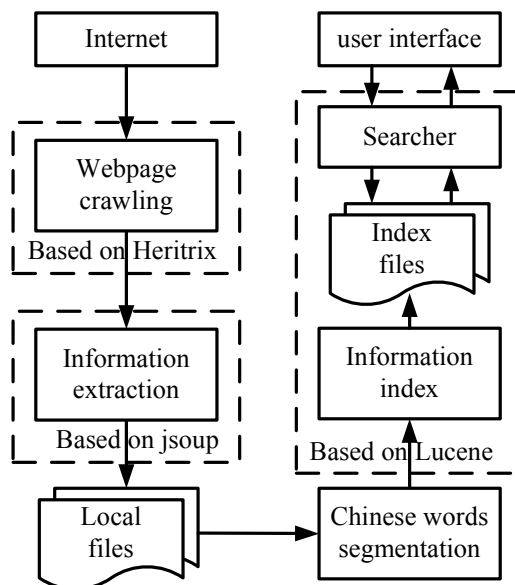 Internet
Webpage
crawling
Based on Heritrix
Information
extraction
Based on jsoup
Local
files
user interface
Searcher
Index
files
Information
index
Based on Lucene
Chinese words
segmentation